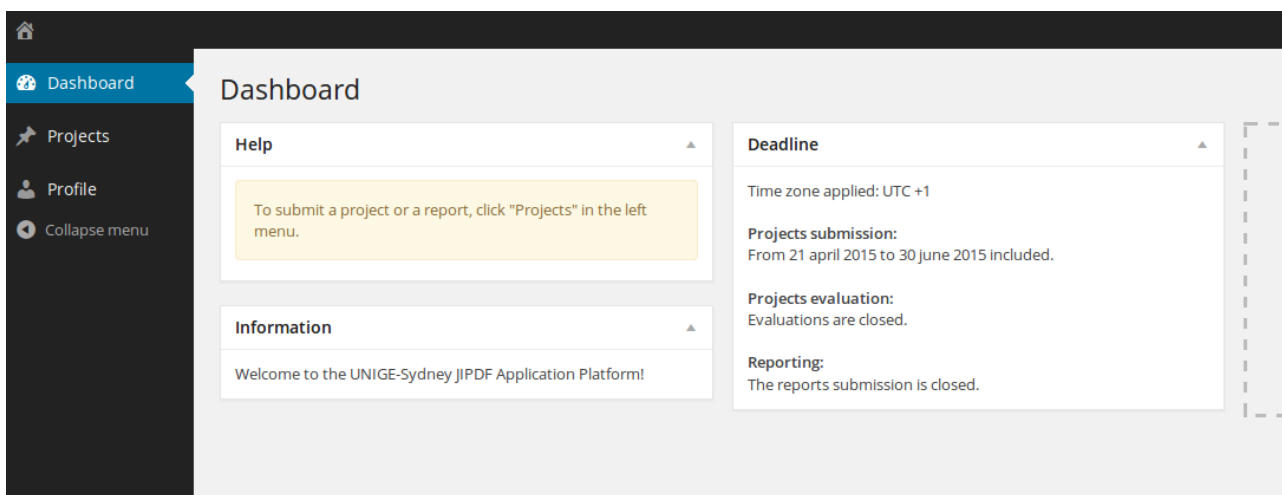 Dashboard
Projects
Profile
Collapse menu
Dashboard
Help
To submit a project or a report, click "Projects" in the left
menu.
Information
Welcome to the UNIGE-Sydney JIPDF Application Platform!
Deadline
Time zone applied: UTC +1
Projects submission:
From 21 april 2015 to 30 june 2015 included.
Projects evaluation:
Evaluations are closed.
Reporting:
The reports submission is closed.